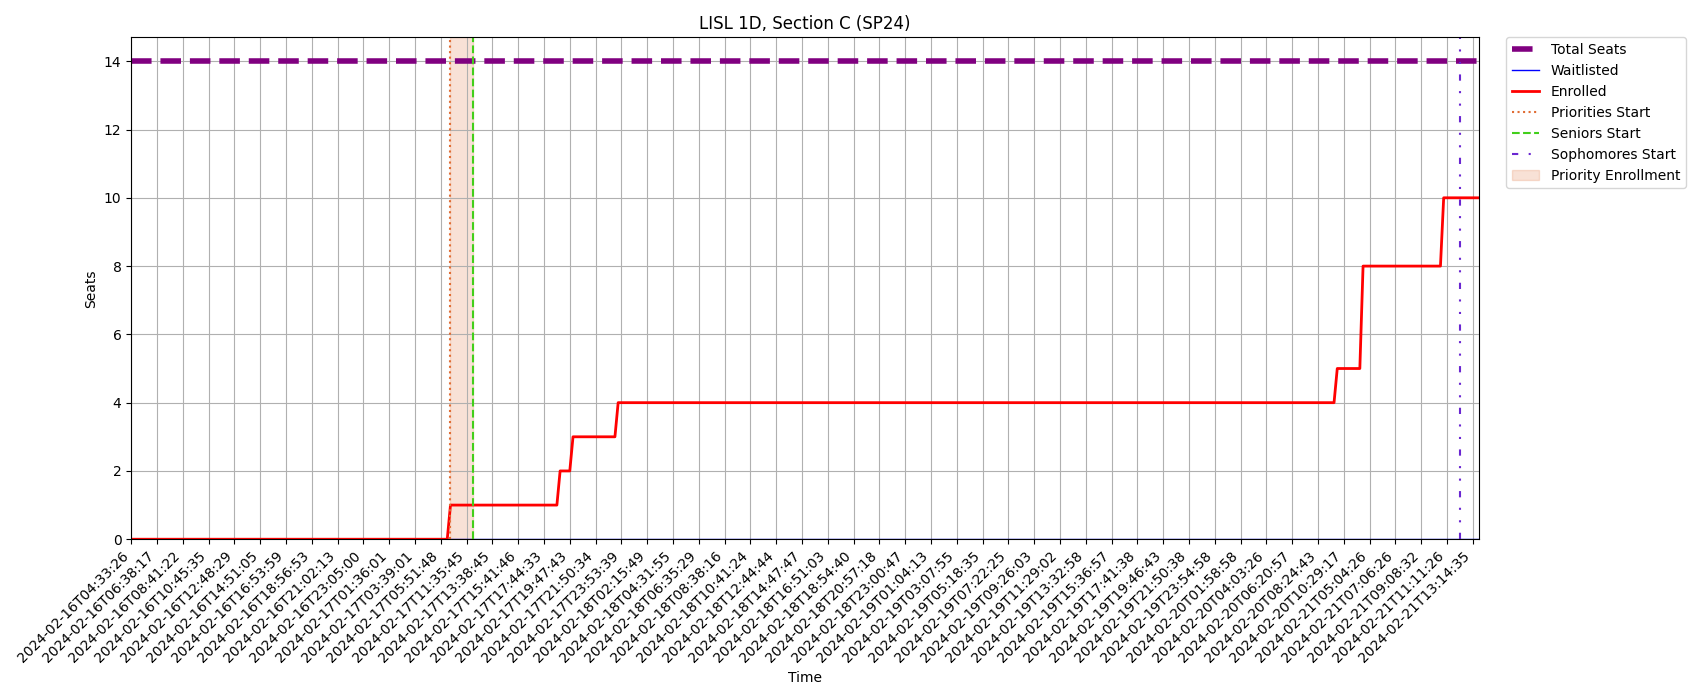 LISL 1D, Section C (SP24)
Total Seats
Waitlisted
Enrolled
Priorities Start
Seniors Start
Sophomores Start
Priority Enrollment
Seats
14
12
10
8
6
4
2
0
2024-02-16T04:33:26
2024-02-16T06:38:17
2024-02-16T08:41:22
2024-02-16T10:45:35
2024-02-16T12:48:29
2024-02-16T14:51:05
2024-02-16T16:53:59
2024-02-16T18:56:53
2024-02-16T21:02:13
2024-02-16T23:05:00
2024-02-17T01:36:01
2024-02-17T03:39:01
2024-02-17T05:51:48
2024-02-17T11:35:45
2024-02-17T13:38:45
2024-02-17T15:41:46
2024-02-17T17:44:33
2024-02-17T19:47:43
2024-02-17T21:50:34
2024-02-17T23:53:39
2024-02-18T02:15:49
2024-02-18T04:31:55
2024-02-18T06:35:29
2024-02-18T08:38:16
2024-02-18T10:41:24
2024-02-18T12:44:44
2024-02-18T14:47:47
2024-02-18T16:51:03
2024-02-18T18:54:40
2024-02-18T20:57:18
2024-02-18T23:00:47
2024-02-19T01:04:13
2024-02-19T03:07:55
2024-02-19T05:18:35
2024-02-19T07:22:25
2024-02-19T09:26:03
2024-02-19T11:29:02
2024-02-19T13:32:58
2024-02-19T15:36:57
2024-02-19T17:41:38
2024-02-19T19:46:43
2024-02-19T21:50:38
2024-02-19T23:54:58
2024-02-20T01:58:58
2024-02-20T04:03:26
2024-02-20T06:20:57
2024-02-20T08:24:43
2024-02-20T10:29:17
2024-02-21T05:04:26
2024-02-21T07:06:26
2024-02-21T09:08:32
2024-02-21T11:11:26
2024-02-21T13:14:35
Time